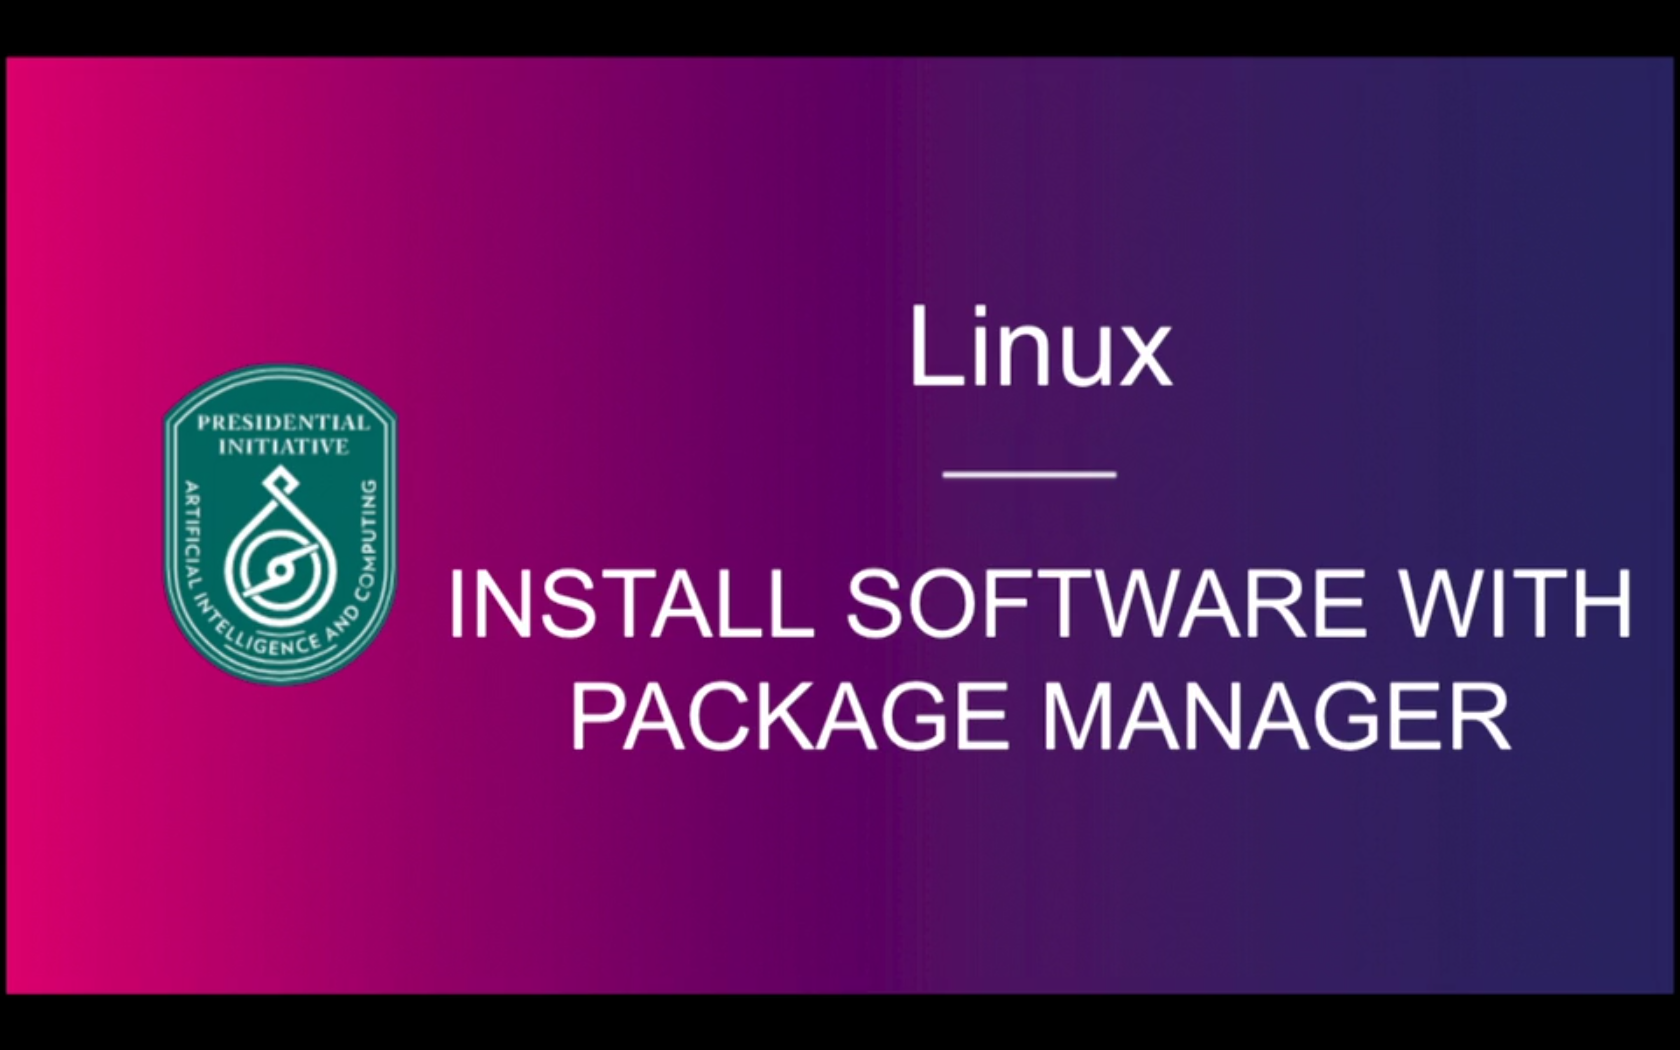 PRESIDENTIAL
INITIATIVE
ARTIFICIAL INTELLIGENCE AND COMPUTING
Linux
INSTALL SOFTWARE WITH
PACKAGE MANAGER